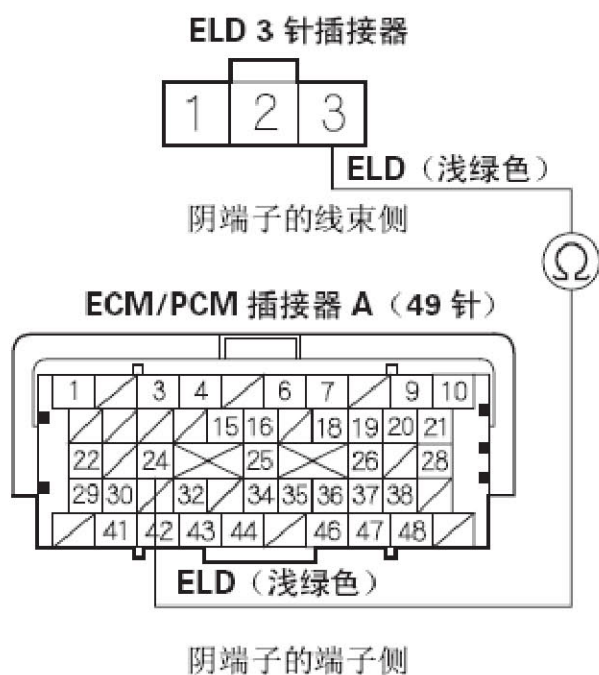 ELD 3 针插接器
1 2 3
ELD（浅绿色）
阴端子的线束侧
Ω
ECM/PCM 插接器 A（49 针）
1 3 4 6 7 9 10
15 16 18 19 20 21
22 24 25 26 28
29 30 32 34 35 36 37 38
41 42 43 44 46 47 48
ELD（浅绿色）
阴端子的端子侧